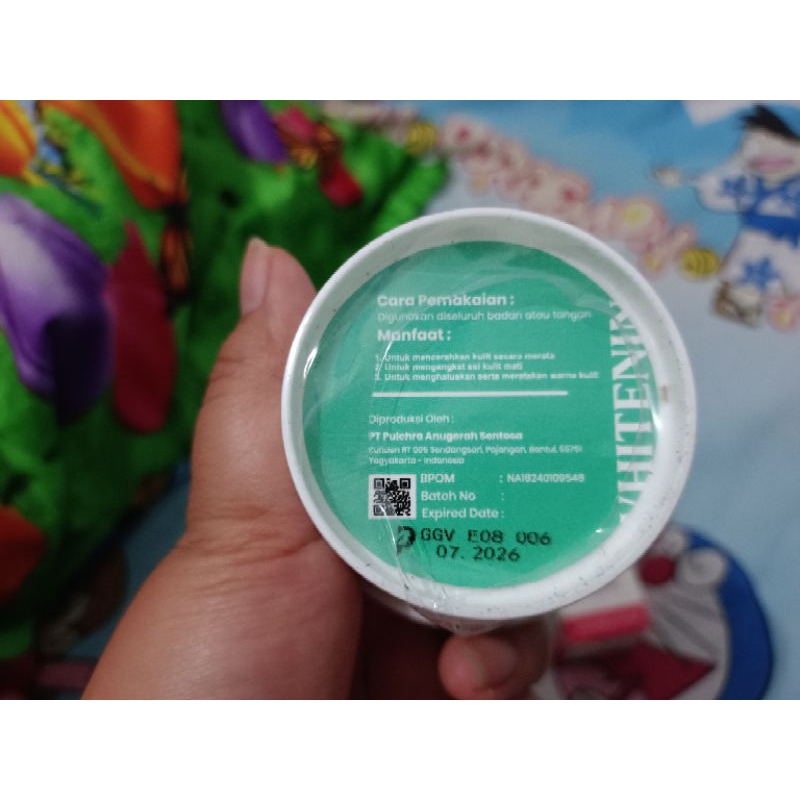 Cara Pemakaian :
Digunakan diseluruh badan atau tangan
Manfaat :
1. Untuk mencerahkan kulit secara merata
2. Untuk mengangkat sel kulit mati
3. Untuk menghaluskan serta meratakan warna kulit
Diproduksi Oleh :
PT Pulchra Anugerah Sentosa
RT 005 Sendangsari, Pajangan, Bantul, 55751
Yogyakarta - Indonesia
BPOM : NA18240109548
Batch No :
Expired Date :
GGV E08 006
07. 2026